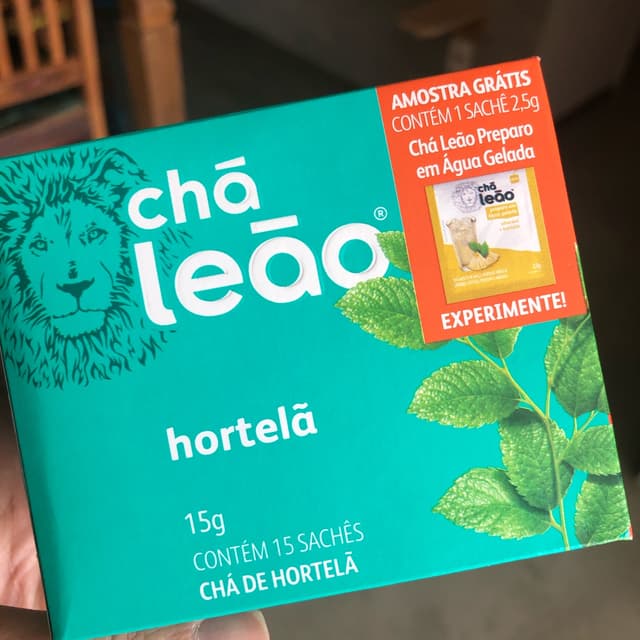 chá
leão®
hortelã
15g
CONTÉM 15 SACHÊS
CHÁ DE HORTELÃ
AMOSTRA GRÁTIS
CONTÉM 1 SACHÊ 2,5g
Chá Leão Preparo
em Água Gelada
chá
leão
EXPERIMENTE!